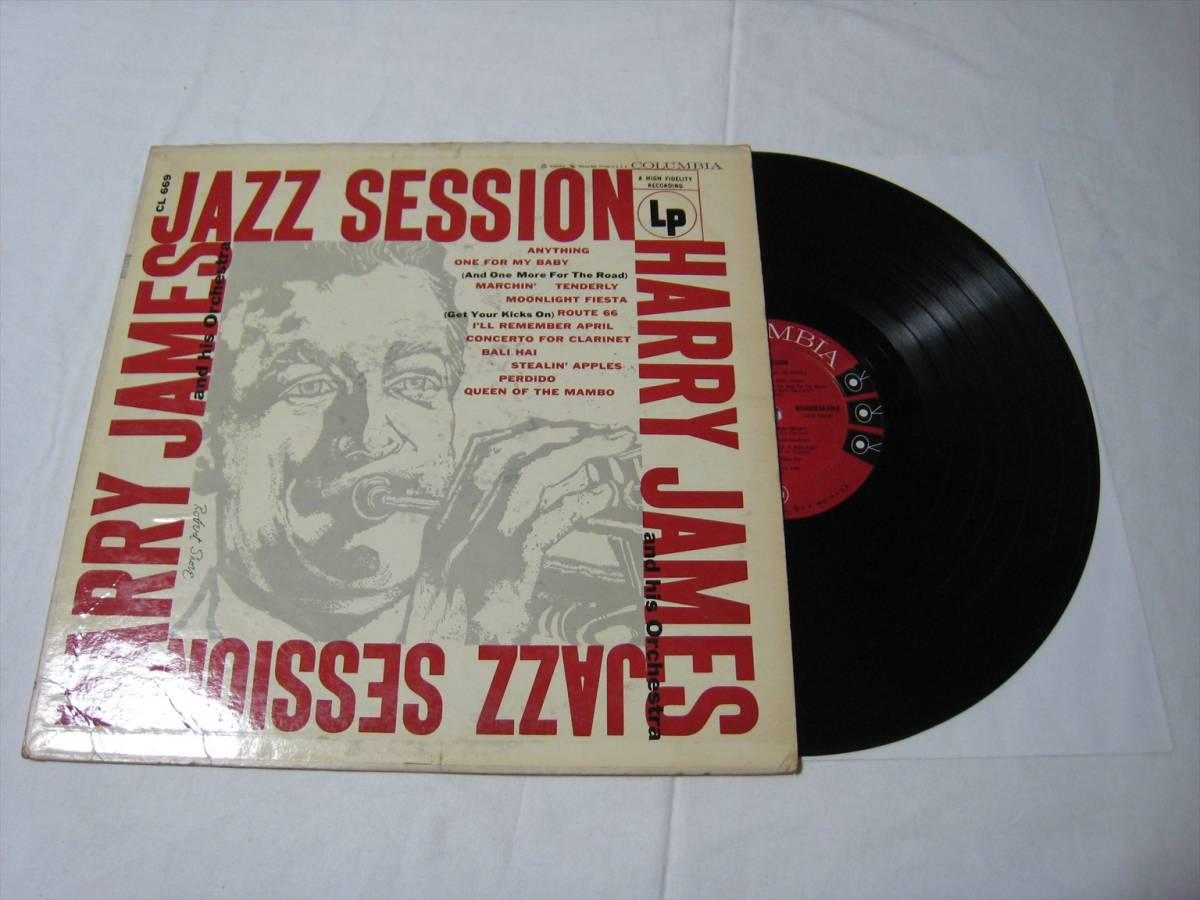 COLUMBIA
CL 669
JAZZ SESSION
A HIGH FIDELITY
RECORDING
LP
ANYTHING
ONE FOR MY BABY
(And One More For The Road)
MARCHIN' TENDERLY
MOONLIGHT FIESTA
(Get Your Kicks On) ROUTE 66
I'LL REMEMBER APRIL
CONCERTO FOR CLARINET
BALI HAI
STEALIN' APPLES
PERDIDO
QUEEN OF THE MAMBO
HARRY JAMES
and his Orchestra
JAZZ SESSION
HARRY JAMES
and his Orchestra
COLUMBIA
NONBREAKABLE